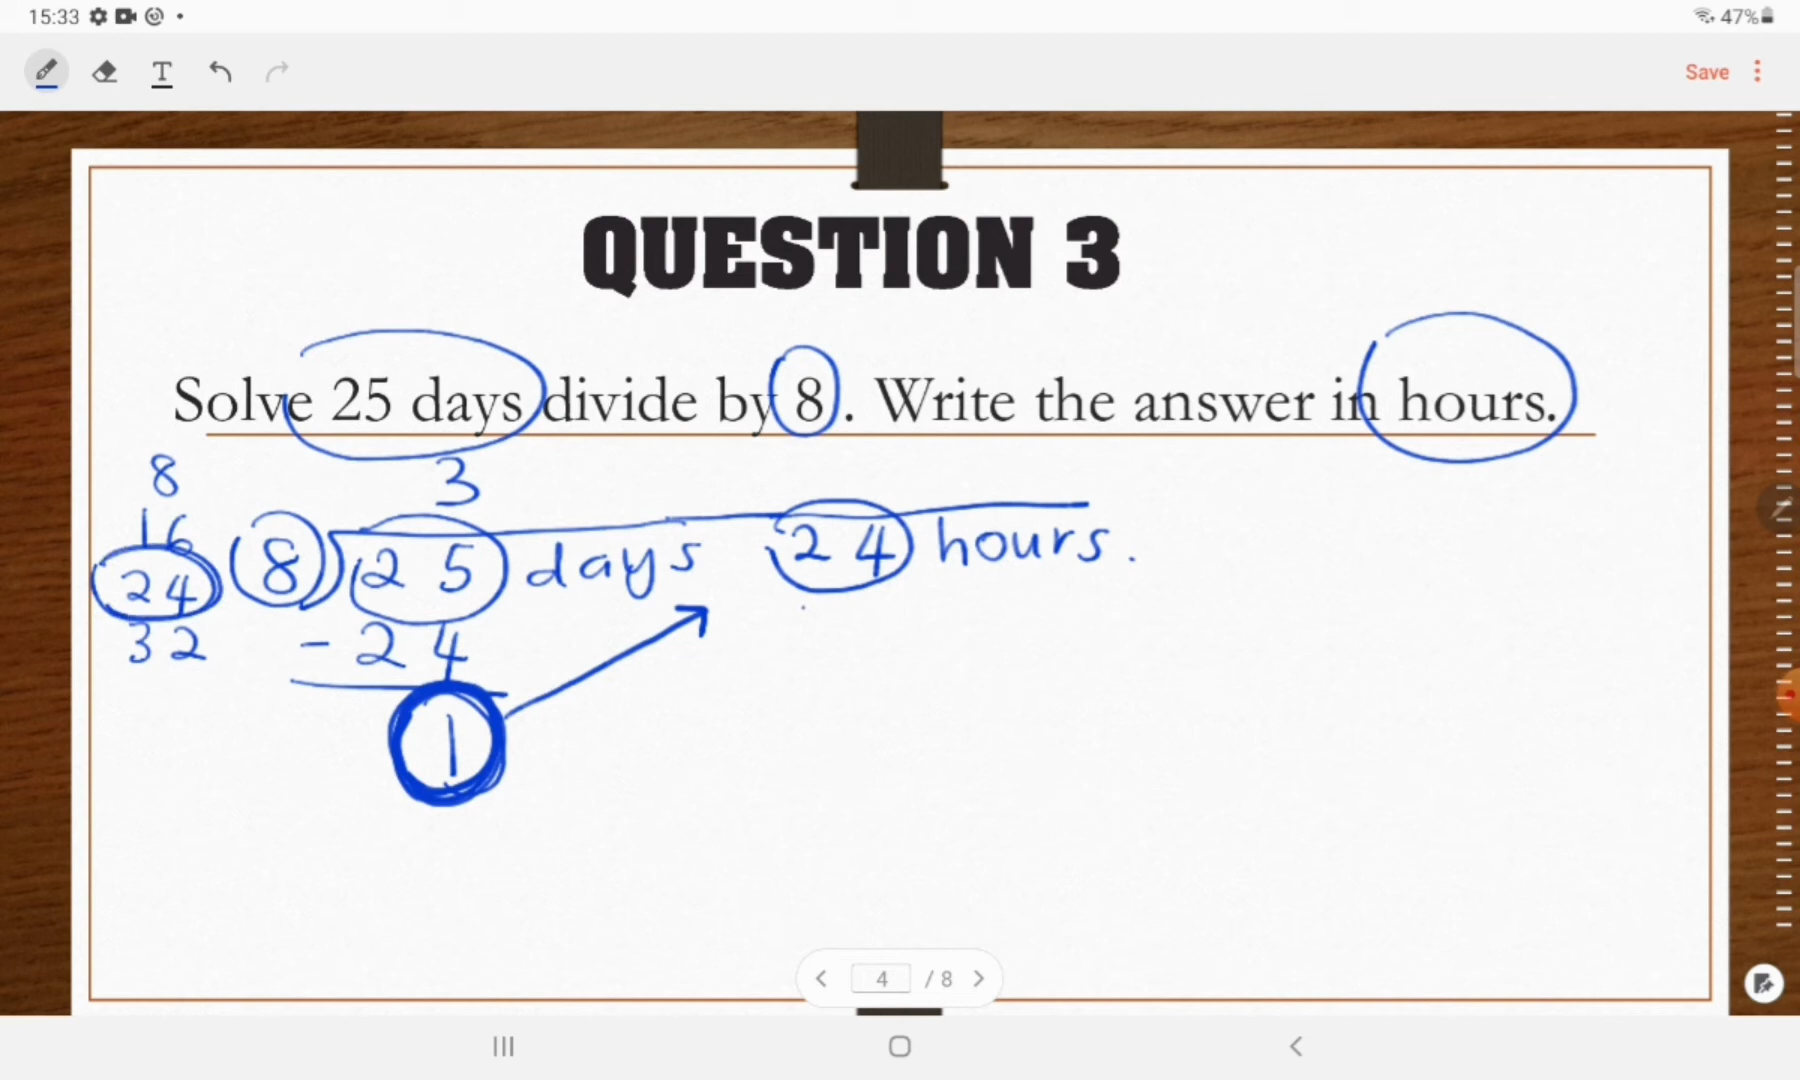 15:33
47%
T
Save
QUESTION 3
Solve 25 days divide by 8. Write the answer in hours.
8
3
16
8 25 days 24 hours.
24
32 - 24
1
4 / 8